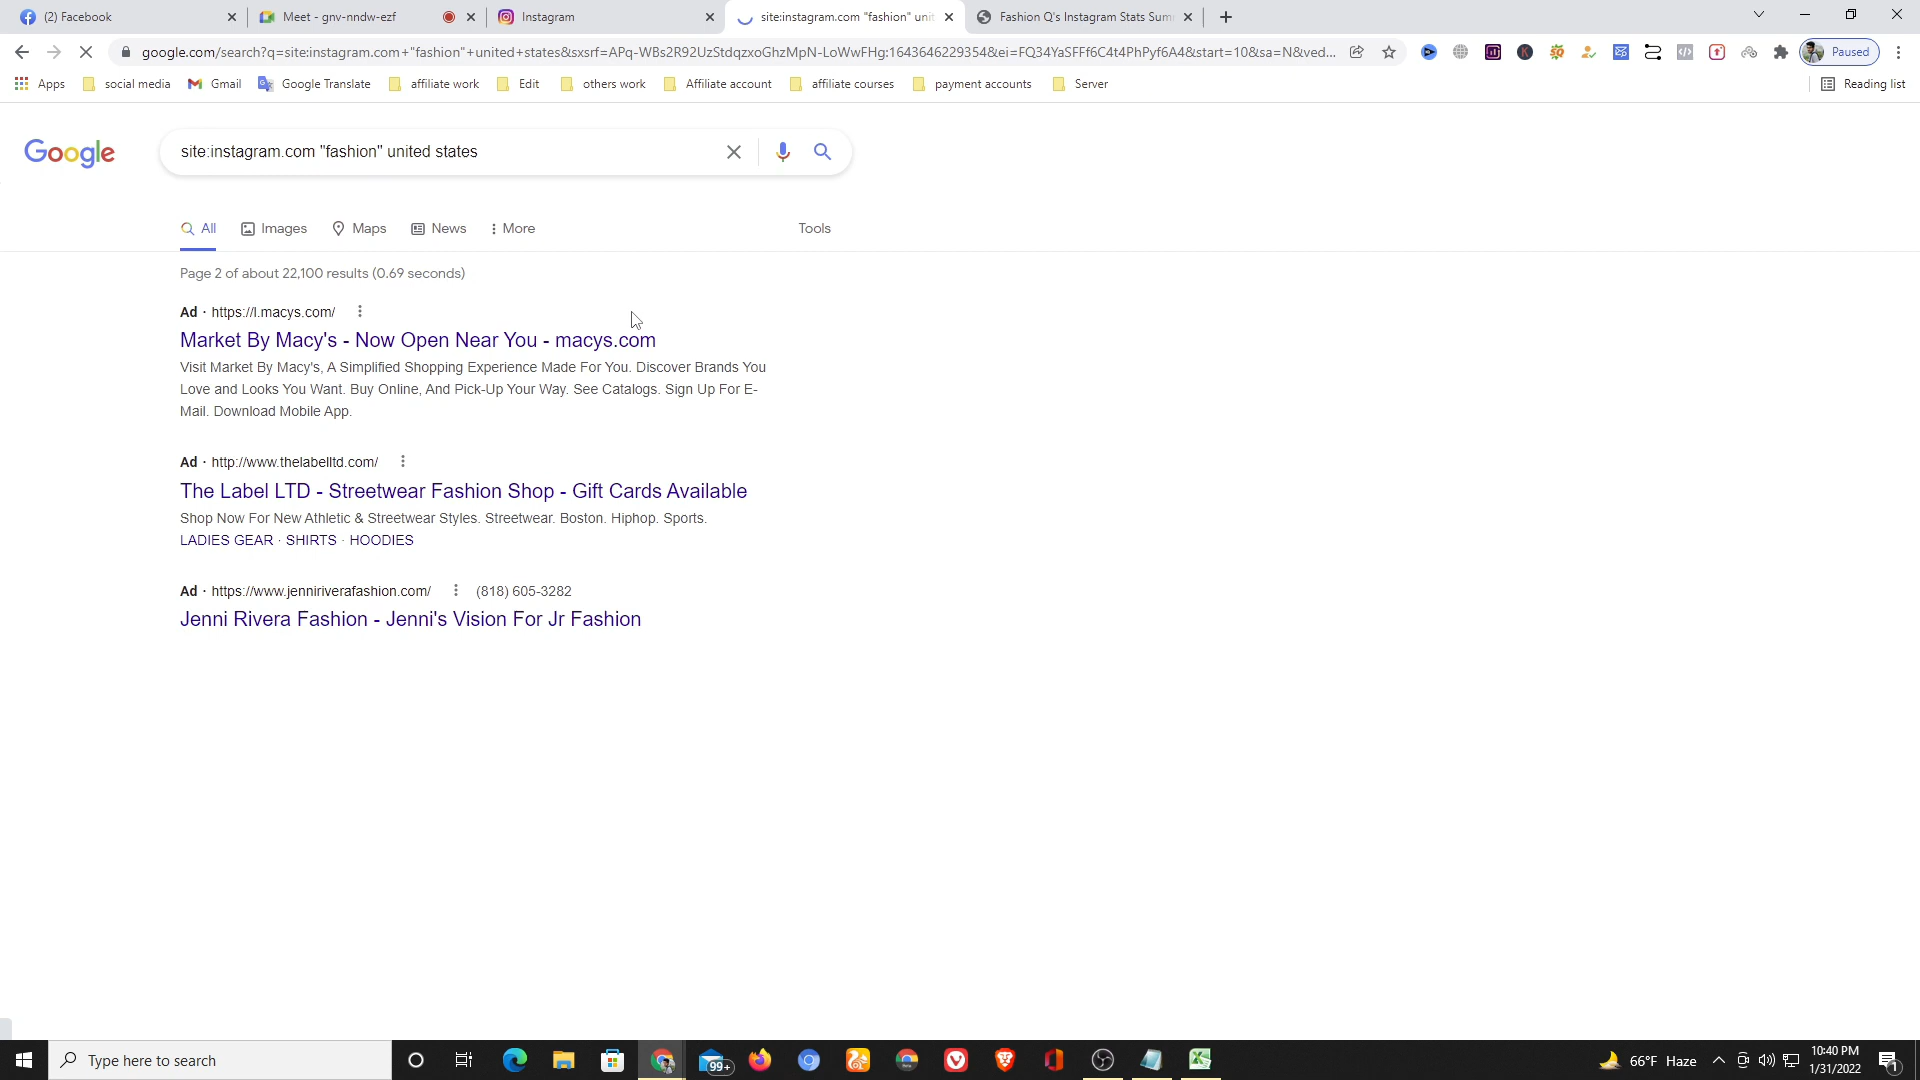 (2) Facebook
Meet - gnv-nndw-ezf
Instagram
site:instagram.com "fashion" unit
Fashion Q's Instagram Stats Sum
google.com/search?q=site:instagram.com+"fashion"+united+states&sxsrf=APq-WBs2R92UzStdqzxoGhzMpN-LoWwFHg:1643646229354&ei=FQ34YaSFFf6C4t4PhPyf6A4&start=10&sa=N&ved...
Paused
Apps
social media
Gmail
Google Translate
affiliate work
Edit
others work
Affiliate account
affiliate courses
payment accounts
Server
Reading list
Google
site:instagram.com "fashion" united states
All
Images
Maps
News
More
Tools
Page 2 of about 22,100 results (0.69 seconds)
Ad · https://l.macys.com/
Market By Macy's - Now Open Near You - macys.com
Visit Market By Macy's, A Simplified Shopping Experience Made For You. Discover Brands You
Love and Looks You Want. Buy Online, And Pick-Up Your Way. See Catalogs. Sign Up For E-
Mail. Download Mobile App.
Ad · http://www.thelabelltd.com/
The Label LTD - Streetwear Fashion Shop - Gift Cards Available
Shop Now For New Athletic & Streetwear Styles. Streetwear. Boston. Hiphop. Sports.
LADIES GEAR · SHIRTS · HOODIES
Ad · https://www.jenniriverafashion.com/ (818) 605-3282
Jenni Rivera Fashion - Jenni's Vision For Jr Fashion
Type here to search
99+
66°F Haze
10:40 PM
1/31/2022
1